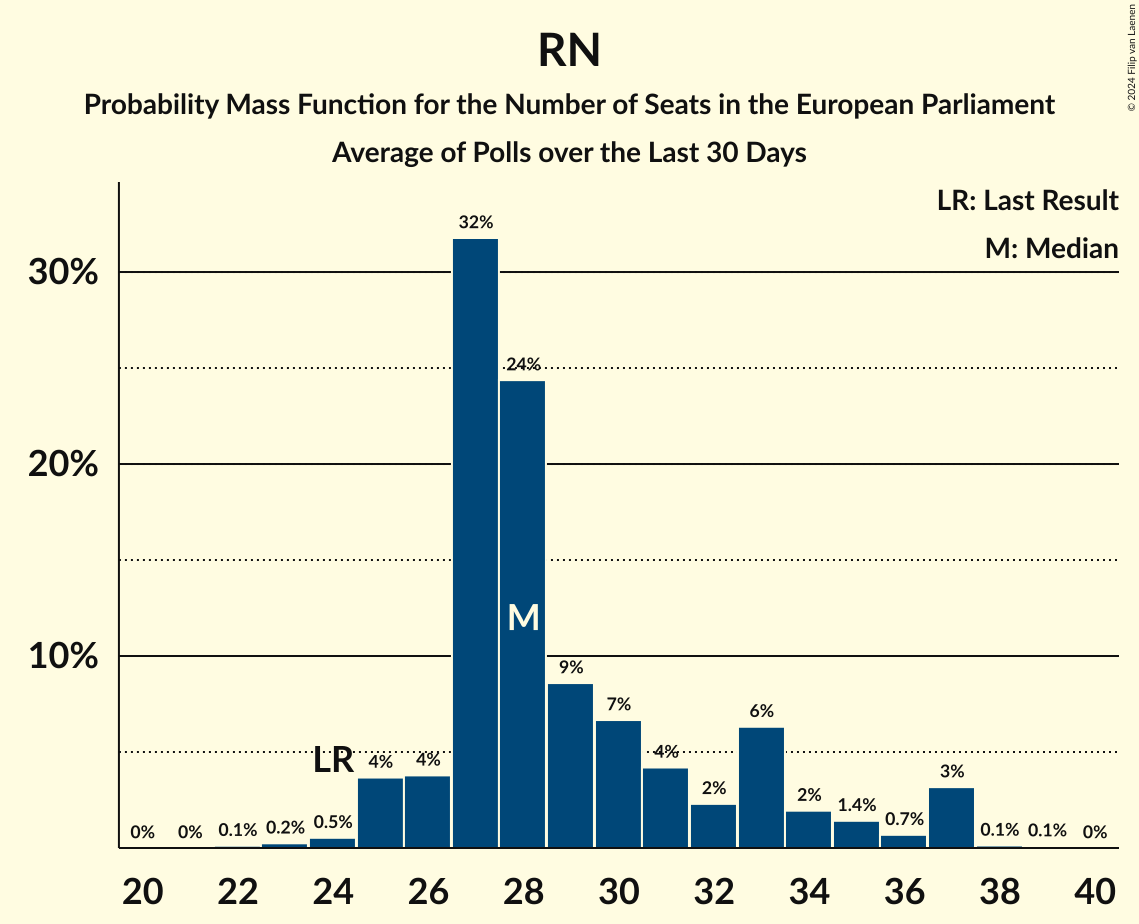 RN
Probability Mass Function for the Number of Seats in the European Parliament
Average of Polls over the Last 30 Days
© 2024 Filip van Laenen
LR: Last Result
M: Median
30%
20%
10%
0%
0%
0.1%
0.2%
0.5%
LR
4%
4%
32%
24%
M
9%
7%
4%
2%
6%
2%
1.4%
0.7%
3%
0.1%
0.1%
0%
20 22 24 26 28 30 32 34 36 38 40